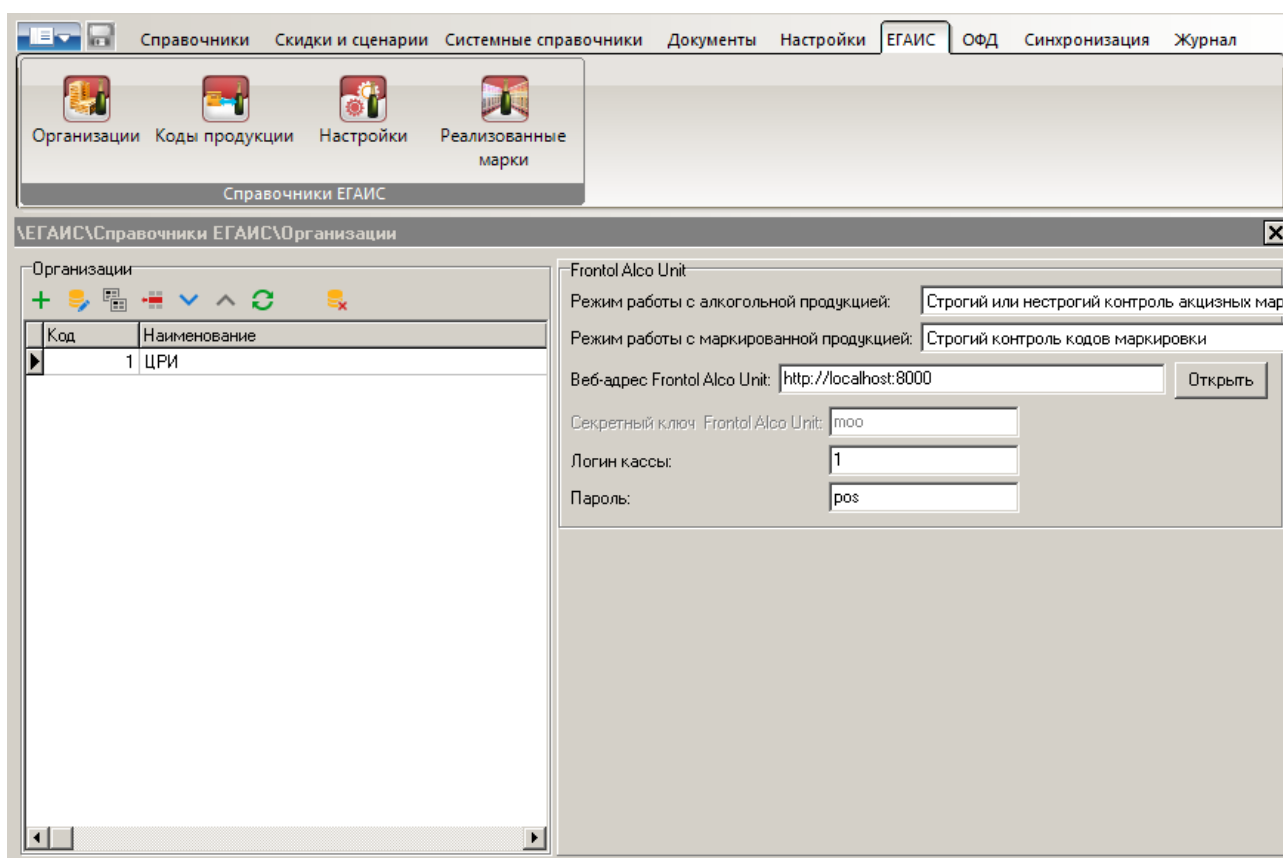 Справочники Скидки и сценарии Системные справочники Документы Настройки ЕГАИС ОФД Синхронизация Журнал
Организации Коды продукции Настройки Реализованные
марки
Справочники ЕГАИС
\ЕГАИС\Справочники ЕГАИС\Организации
Организации
Код Наименование
1 ЦРИ
Frontol Alco Unit
Режим работы с алкогольной продукцией: Строгий или нестрогий контроль акцизных мар
Режим работы с маркированной продукцией: Строгий контроль кодов маркировки
Веб-адрес Frontol Alco Unit: http://localhost:8000 Открыть
Секретный ключ Frontol Alco Unit: moo
Логин кассы: 1
Пароль: pos